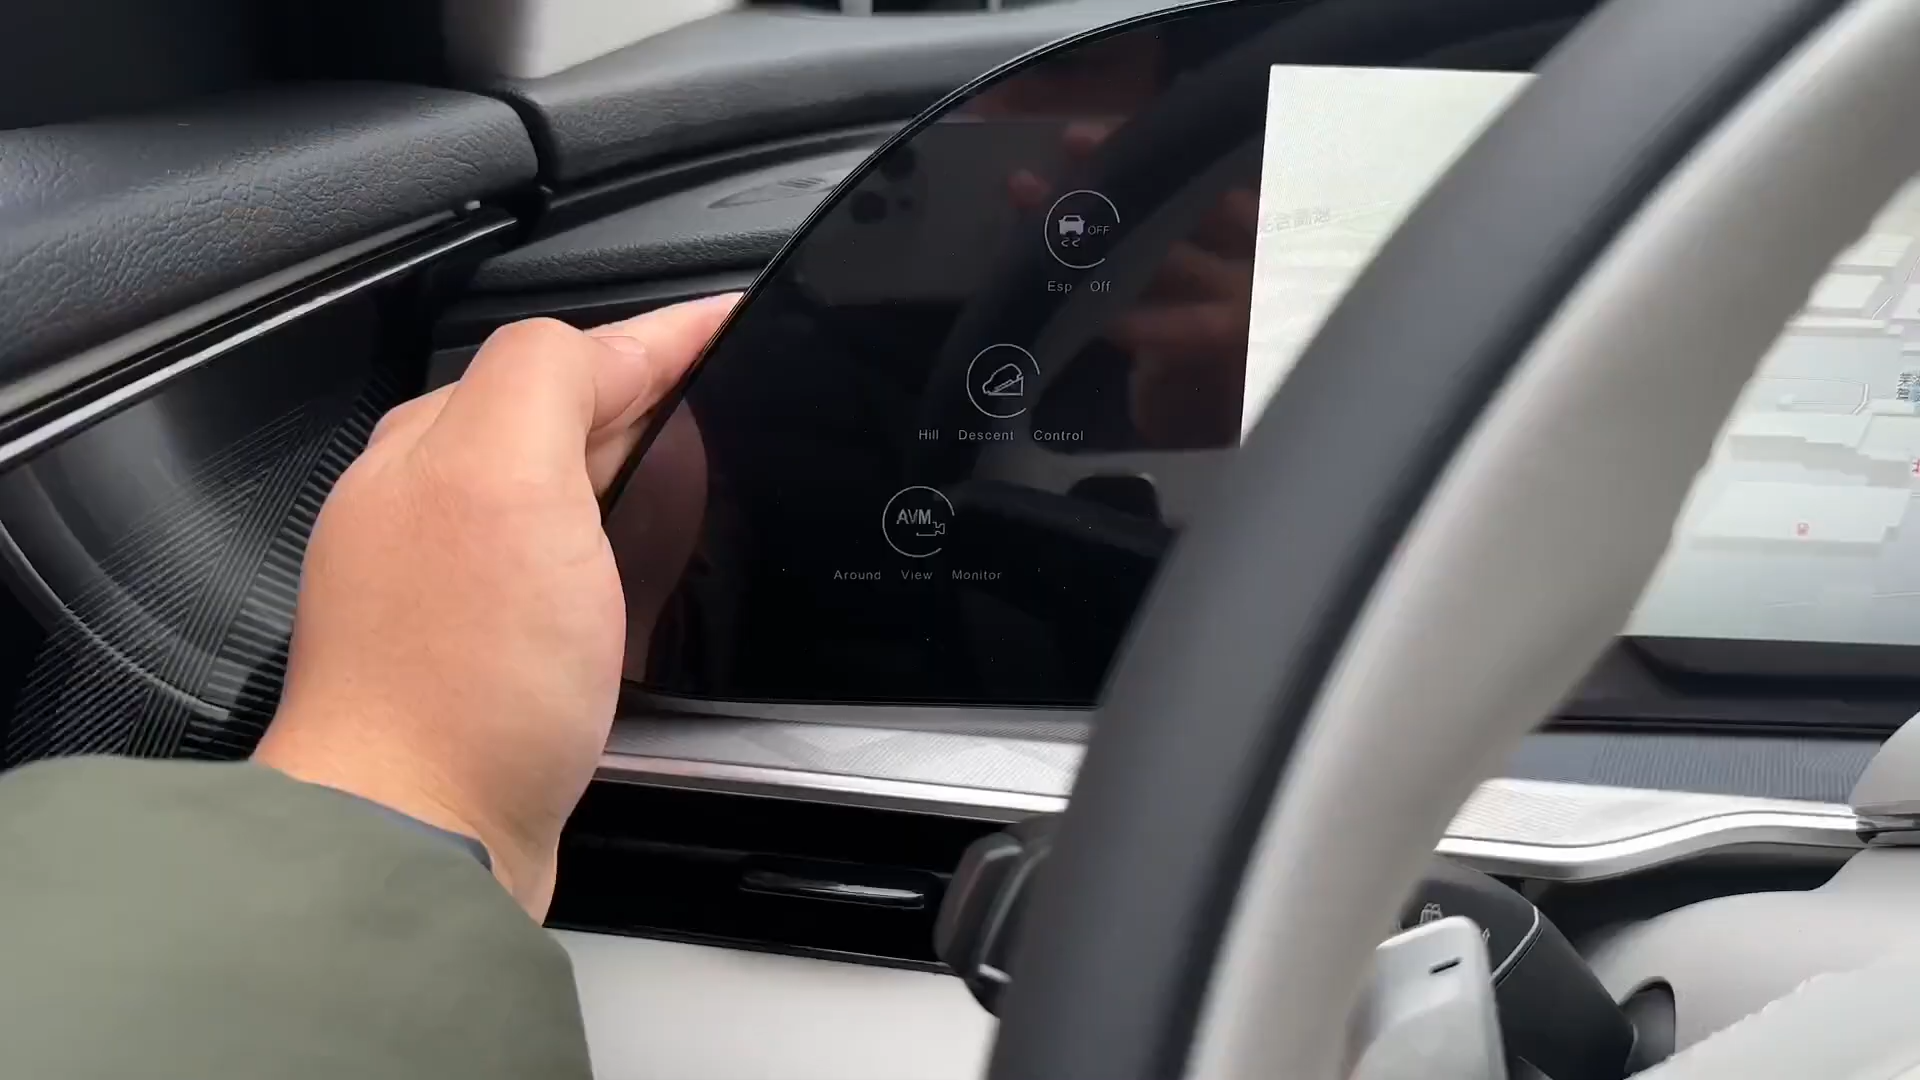 OFF
Esp Off
Hill Descent Control
AVM
Around View Monitor